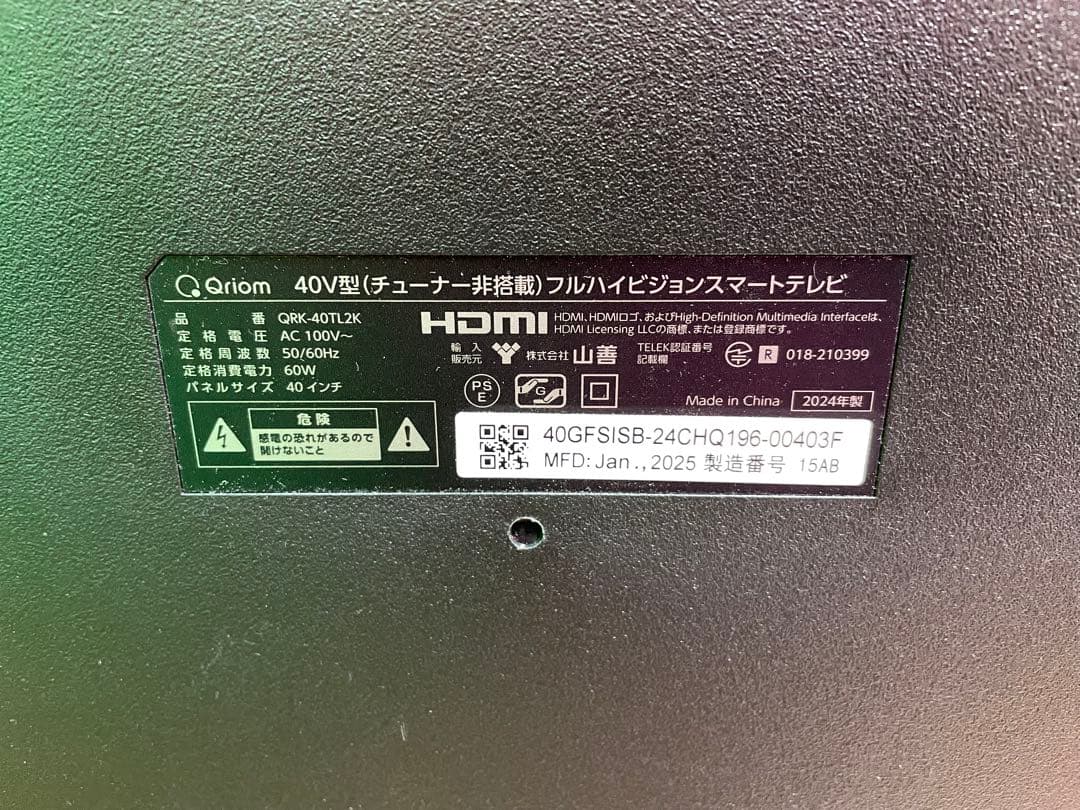 Qriom 40V型(チューナー非搭載)フルハイビジョンスマートテレビ
品番 QRK-40TL2K
定格電圧 AC 100V～
定格周波数 50/60Hz
定格消費電力 60W
パネルサイズ 40インチ
HDMI HDMI、HDMIロゴ、およびHigh-Definition Multimedia Interfaceは、
HDMI Licensing LLCの商標、または登録商標です。
輸入
販売元 株式会社 山善
TELEK認証番号
記載欄 R 018-210399
PS
E
G
Made in China 2024年製
危険
感電の恐れがあるので
開けないこと
40GFSISB-24CHQ196-00403F
MFD:Jan.,2025 製造番号 15AB